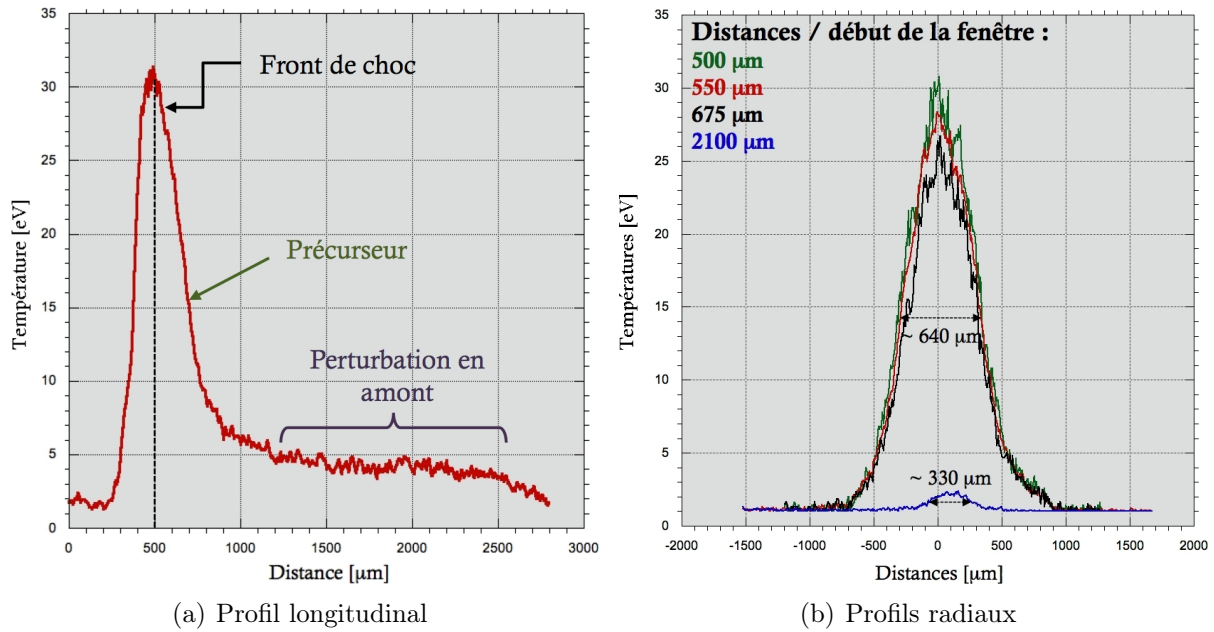 35
30
25
20
15
10
5
0
Température [eV]
Front de choc
Précurseur
Perturbation en
amont
0 500 1000 1500 2000 2500 3000
Distance [μm]
(a) Profil longitudinal
35
30
25
20
15
10
5
0
Températures [eV]
Distances / début de la fenêtre :
500 μm
550 μm
675 μm
2100 μm
~ 640 μm
~ 330 μm
-2000 -1500 -1000 -500 0 500 1000 1500 2000
Distances [μm]
(b) Profils radiaux